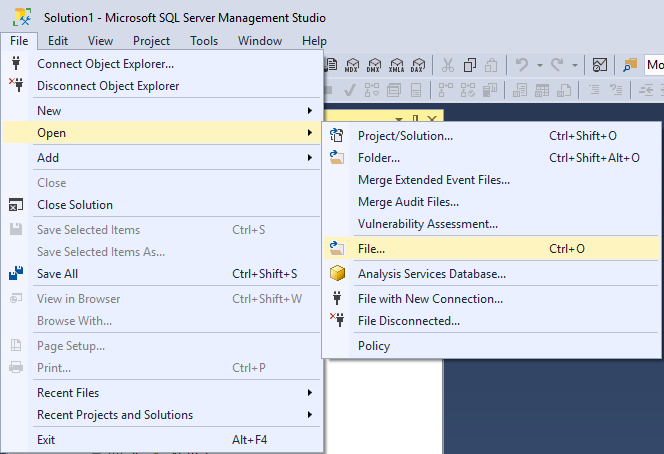 Solution1 - Microsoft SQL Server Management Studio
File Edit View Project Tools Window Help
MDX DMX XMLA DAX Mo
Connect Object Explorer...
Disconnect Object Explorer
New
Open
Add
Close
Close Solution
Save Selected Items Ctrl+S
Save Selected Items As...
Save All Ctrl+Shift+S
View in Browser Ctrl+Shift+W
Browse With...
Page Setup...
Print... Ctrl+P
Recent Files
Recent Projects and Solutions
Exit Alt+F4
Project/Solution... Ctrl+Shift+O
Folder... Ctrl+Shift+Alt+O
Merge Extended Event Files...
Merge Audit Files...
Vulnerability Assessment...
File... Ctrl+O
Analysis Services Database...
File with New Connection...
File Disconnected...
Policy